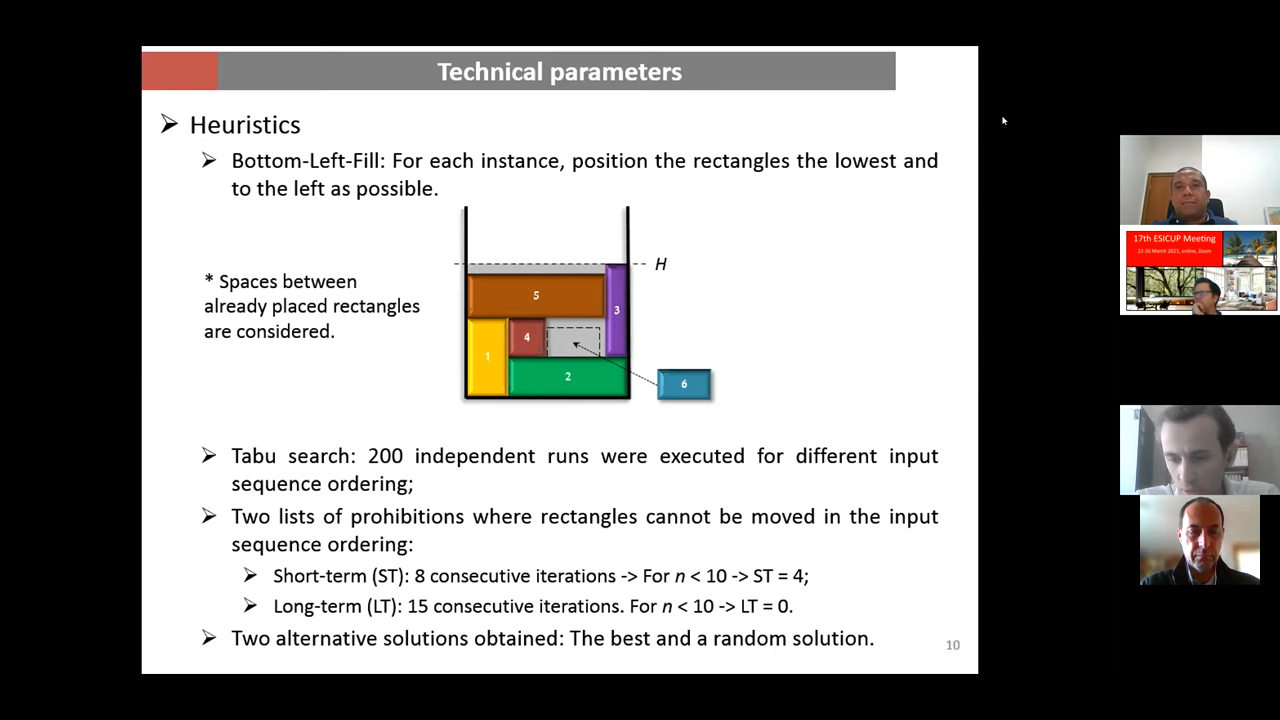 Technical parameters
➢ Heuristics
➢ Bottom-Left-Fill: For each instance, position the rectangles the lowest and
to the left as possible.
* Spaces between
already placed rectangles
are considered.
H
5
3
4
1
2
6
➢ Tabu search: 200 independent runs were executed for different input
sequence ordering;
➢ Two lists of prohibitions where rectangles cannot be moved in the input
sequence ordering:
➢ Short-term (ST): 8 consecutive iterations -> For n < 10 -> ST = 4;
➢ Long-term (LT): 15 consecutive iterations. For n < 10 -> LT = 0.
➢ Two alternative solutions obtained: The best and a random solution.
10
17th ESICUP Meeting
22-26 March 2021, online, Zoom